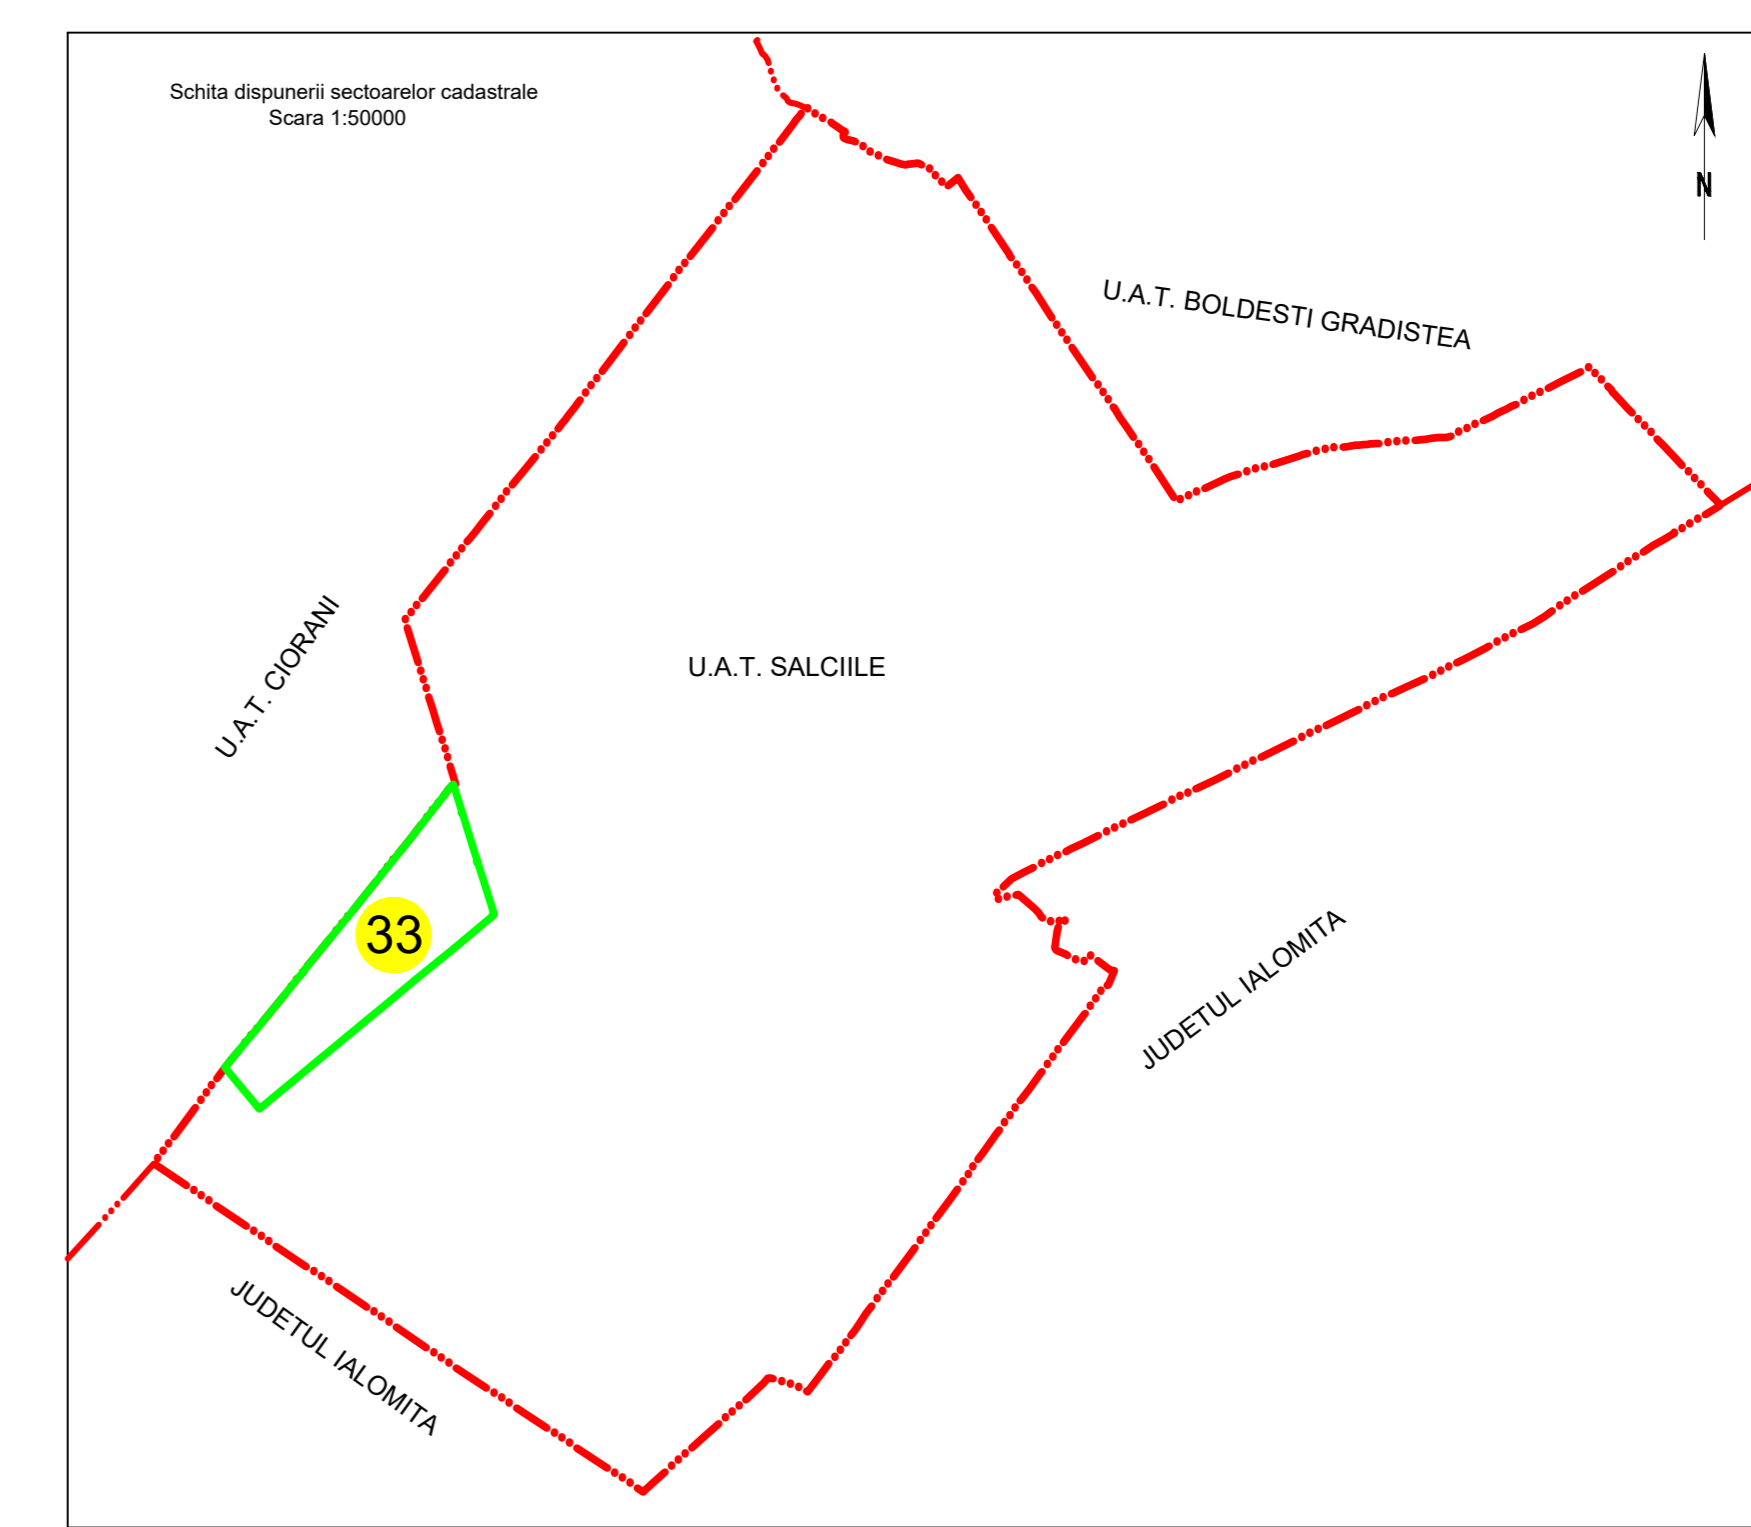 Schita dispunerii sectoarelor cadastrale
Scara 1:50000
N
U.A.T. BOLDESTI GRADISTEA
U.A.T. CIORANI
U.A.T. SALCIILE
33
JUDETUL IALOMITA
JUDETUL IALOMITA